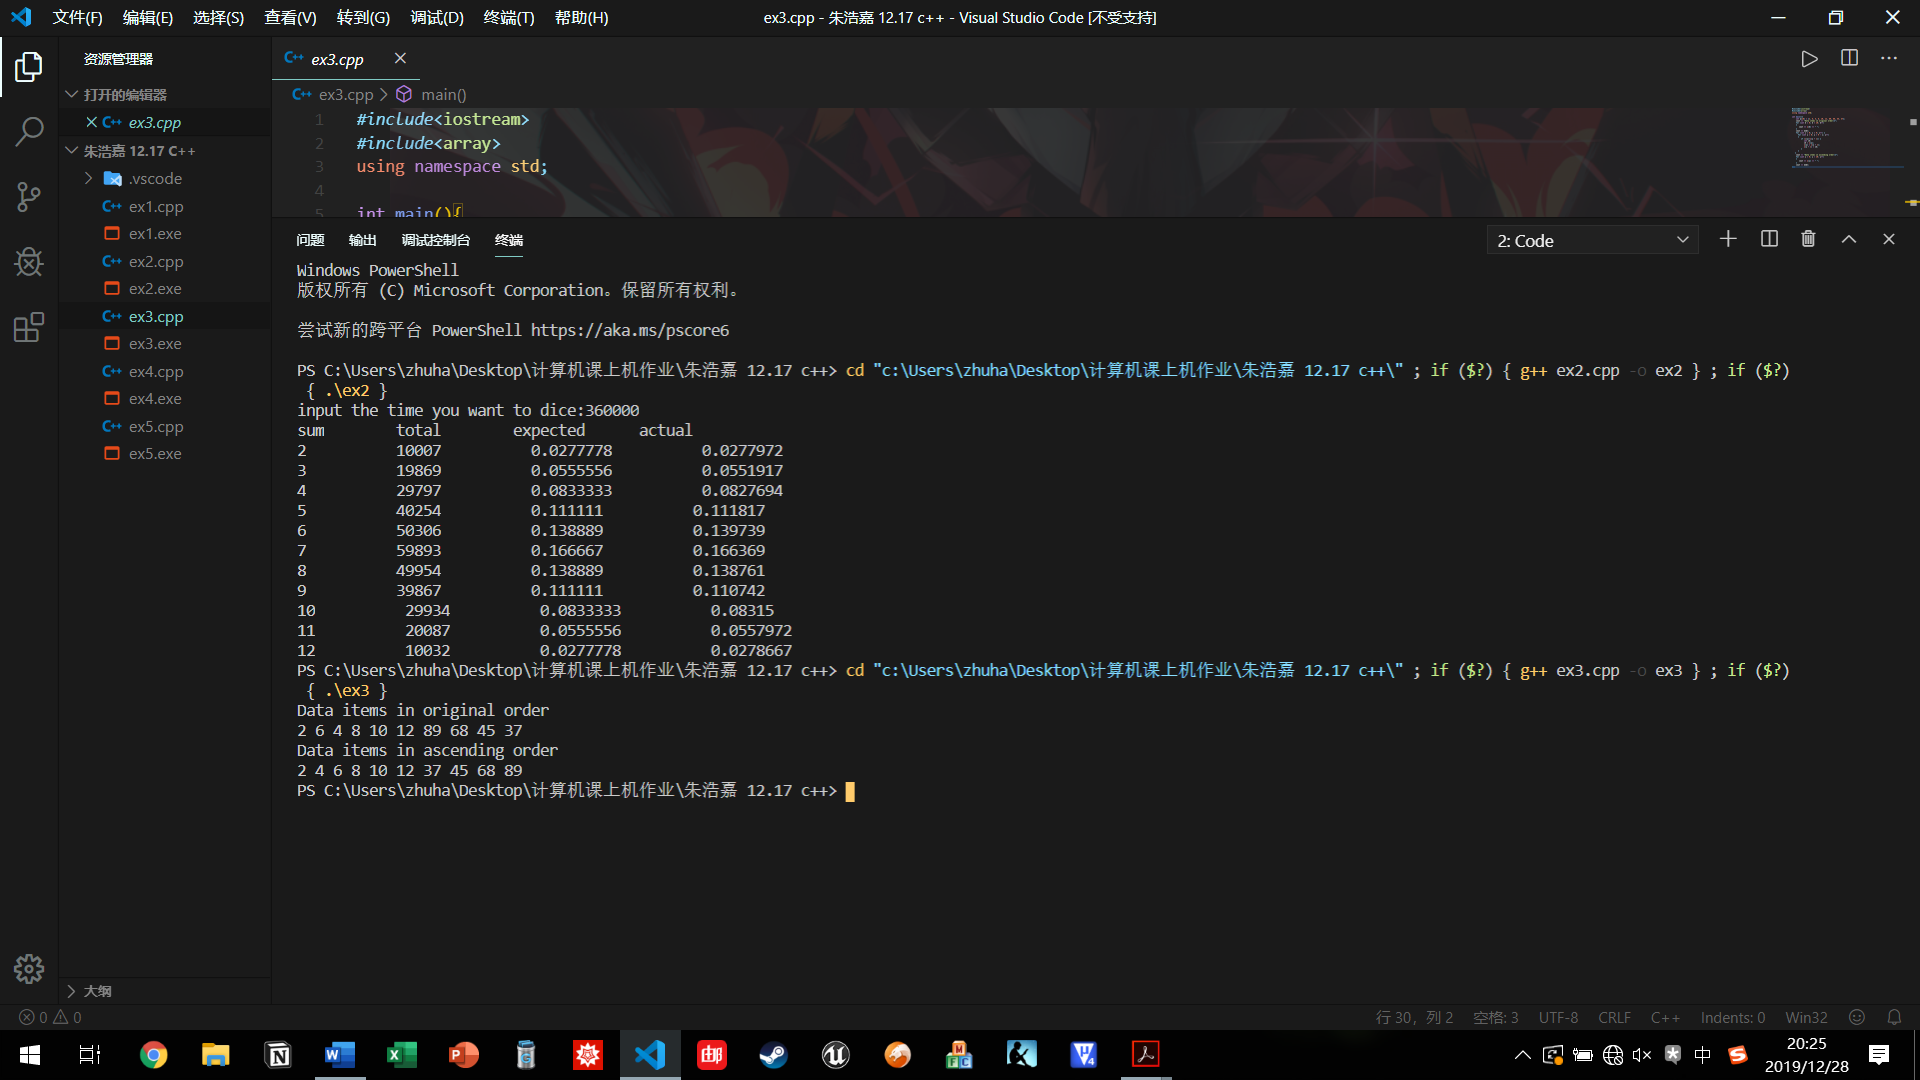 文件(F) 编辑(E) 选择(S) 查看(V) 转到(G) 调试(D) 终端(T) 帮助(H) ex3.cpp - 朱浩嘉 12.17 c++ - Visual Studio Code [不受支持]
资源管理器
打开的编辑器
ex3.cpp
朱浩嘉 12.17 C++
.vscode
ex1.cpp
ex1.exe
ex2.cpp
ex2.exe
ex3.cpp
ex3.exe
ex4.cpp
ex4.exe
ex5.cpp
ex5.exe
大纲
ex3.cpp
ex3.cpp > main()
1 #include<iostream>
2 #include<array>
3 using namespace std;
4
5 int main(){
问题 输出 调试控制台 终端 2: Code
Windows PowerShell
版权所有 (C) Microsoft Corporation。保留所有权利。
尝试新的跨平台 PowerShell https://aka.ms/pscore6
PS C:\Users\zhuha\Desktop\计算机课上机作业\朱浩嘉 12.17 c++> cd "c:\Users\zhuha\Desktop\计算机课上机作业\朱浩嘉 12.17 c++\" ; if ($?) { g++ ex2.cpp -o ex2 } ; if ($?)
{ .\ex2 }
input the time you want to dice:360000
sum total expected actual
2 10007 0.0277778 0.0277972
3 19869 0.0555556 0.0551917
4 29797 0.0833333 0.0827694
5 40254 0.111111 0.111817
6 50306 0.138889 0.139739
7 59893 0.166667 0.166369
8 49954 0.138889 0.138761
9 39867 0.111111 0.110742
10 29934 0.0833333 0.08315
11 20087 0.0555556 0.0557972
12 10032 0.0277778 0.0278667
PS C:\Users\zhuha\Desktop\计算机课上机作业\朱浩嘉 12.17 c++> cd "c:\Users\zhuha\Desktop\计算机课上机作业\朱浩嘉 12.17 c++\" ; if ($?) { g++ ex3.cpp -o ex3 } ; if ($?)
{ .\ex3 }
Data items in original order
2 6 4 8 10 12 89 68 45 37
Data items in ascending order
2 4 6 8 10 12 37 45 68 89
PS C:\Users\zhuha\Desktop\计算机课上机作业\朱浩嘉 12.17 c++>
0 0 行 30，列 2 空格: 3 UTF-8 CRLF C++ Indents: 0 Win32
中 20:25
2019/12/28